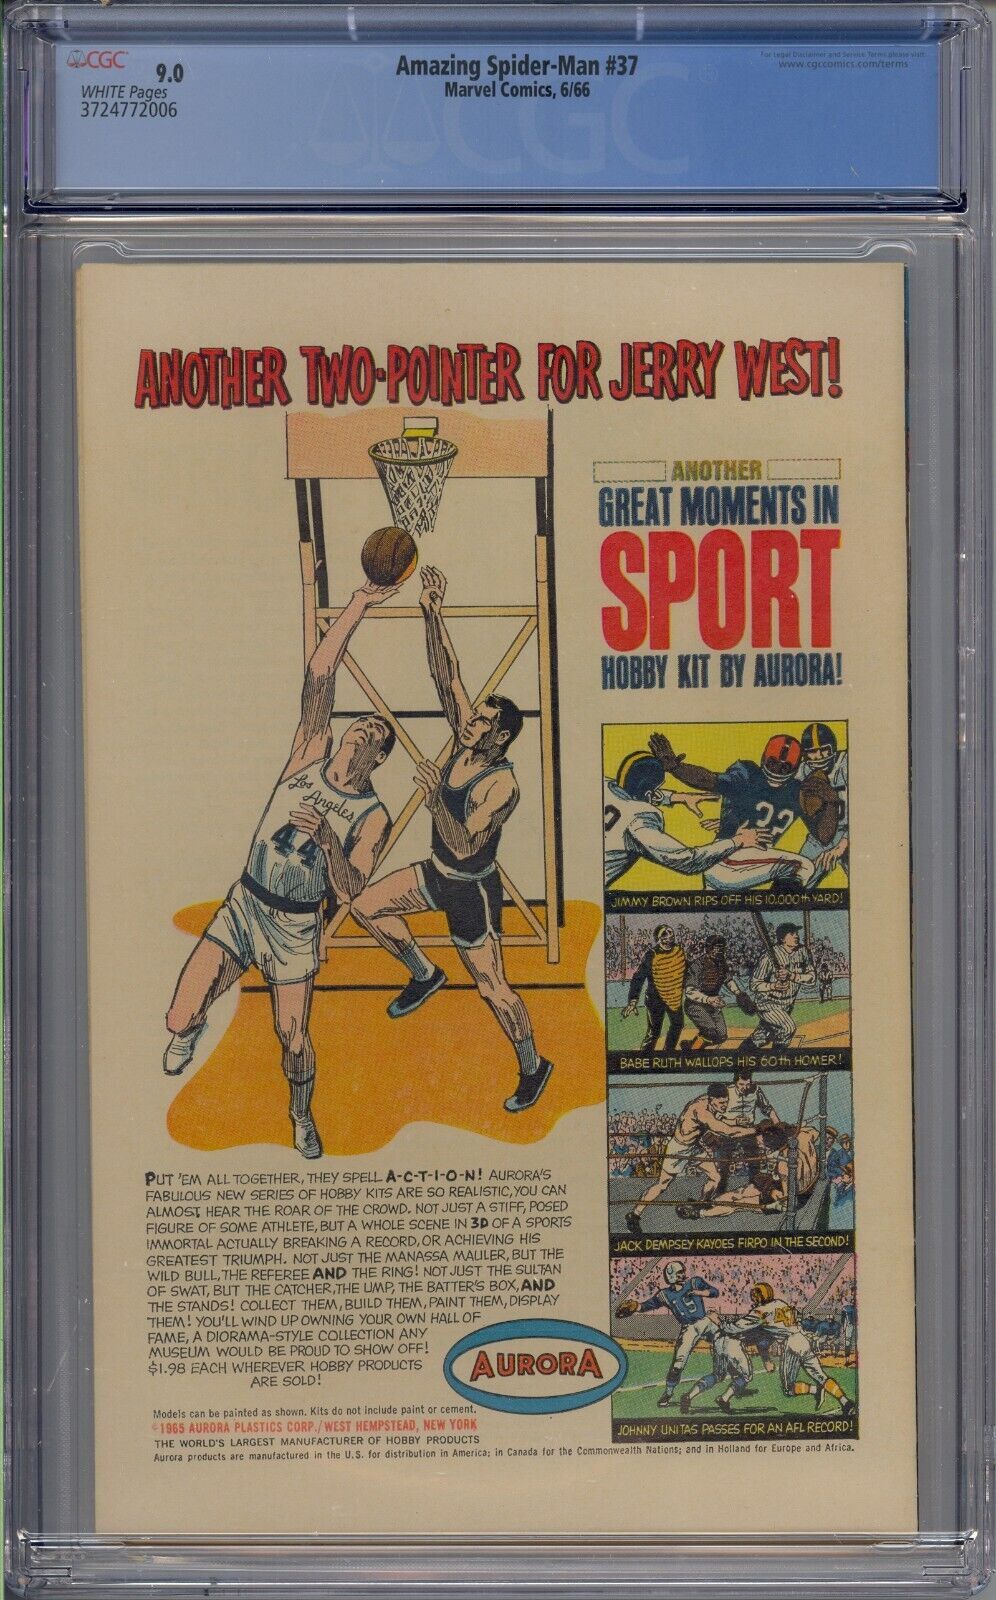 CGC
9.0
WHITE Pages
3724772006
Amazing Spider-Man #37
Marvel Comics, 6/66
For Legal Disclaimer and Service Terms please visit:
www.cgccomics.com/terms
CGC
ANOTHER TWO-POINTER FOR JERRY WEST!
ANOTHER
GREAT MOMENTS IN
SPORT
HOBBY KIT BY AURORA!
Los Angeles
44
22
JIMMY BROWN RIPS OFF HIS 10,000th YARD!
BABE RUTH WALLOPS HIS 60th HOMER!
JACK DEMPSEY KAYOES FIRPO IN THE SECOND!
JOHNNY UNITAS PASSES FOR AN AFL RECORD!
PUT 'EM ALL TOGETHER, THEY SPELL A-C-T-I-O-N! AURORA'S
FABULOUS NEW SERIES OF HOBBY KITS ARE SO REALISTIC, YOU CAN
ALMOST HEAR THE ROAR OF THE CROWD. NOT JUST A STIFF, POSED
FIGURE OF SOME ATHLETE, BUT A WHOLE SCENE IN 3D OF A SPORTS
IMMORTAL ACTUALLY BREAKING A RECORD, OR ACHIEVING HIS
GREATEST TRIUMPH. NOT JUST THE MANASSA MAULER, BUT THE
WILD BULL, THE REFEREE AND THE RING! NOT JUST THE SULTAN
OF SWAT, BUT THE CATCHER, THE UMP, THE BATTER'S BOX, AND
THE STANDS! COLLECT THEM, BUILD THEM, PAINT THEM, DISPLAY
THEM! YOU'LL WIND UP OWNING YOUR OWN HALL OF
FAME, A DIORAMA-STYLE COLLECTION ANY
MUSEUM WOULD BE PROUD TO SHOW OFF!
$1.98 EACH WHEREVER HOBBY PRODUCTS
ARE SOLD!
AURORA
Models can be painted as shown. Kits do not include paint or cement.
©1965 AURORA PLASTICS CORP./WEST HEMPSTEAD, NEW YORK
THE WORLD'S LARGEST MANUFACTURER OF HOBBY PRODUCTS
Aurora products are manufactured in the U.S. for distribution in America; in Canada for the Commonwealth Nations; and in Holland for Europe and Africa.